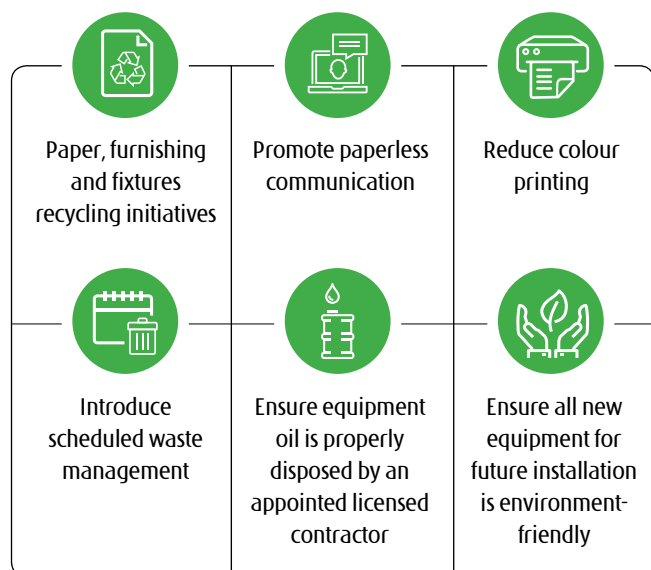 Paper, furnishing
and fixtures
recycling initiatives
Promote paperless
communication
Reduce colour
printing
Introduce
scheduled waste
management
Ensure equipment
oil is properly
disposed by an
appointed licensed
contractor
Ensure all new
equipment for
future installation
is environment-
friendly